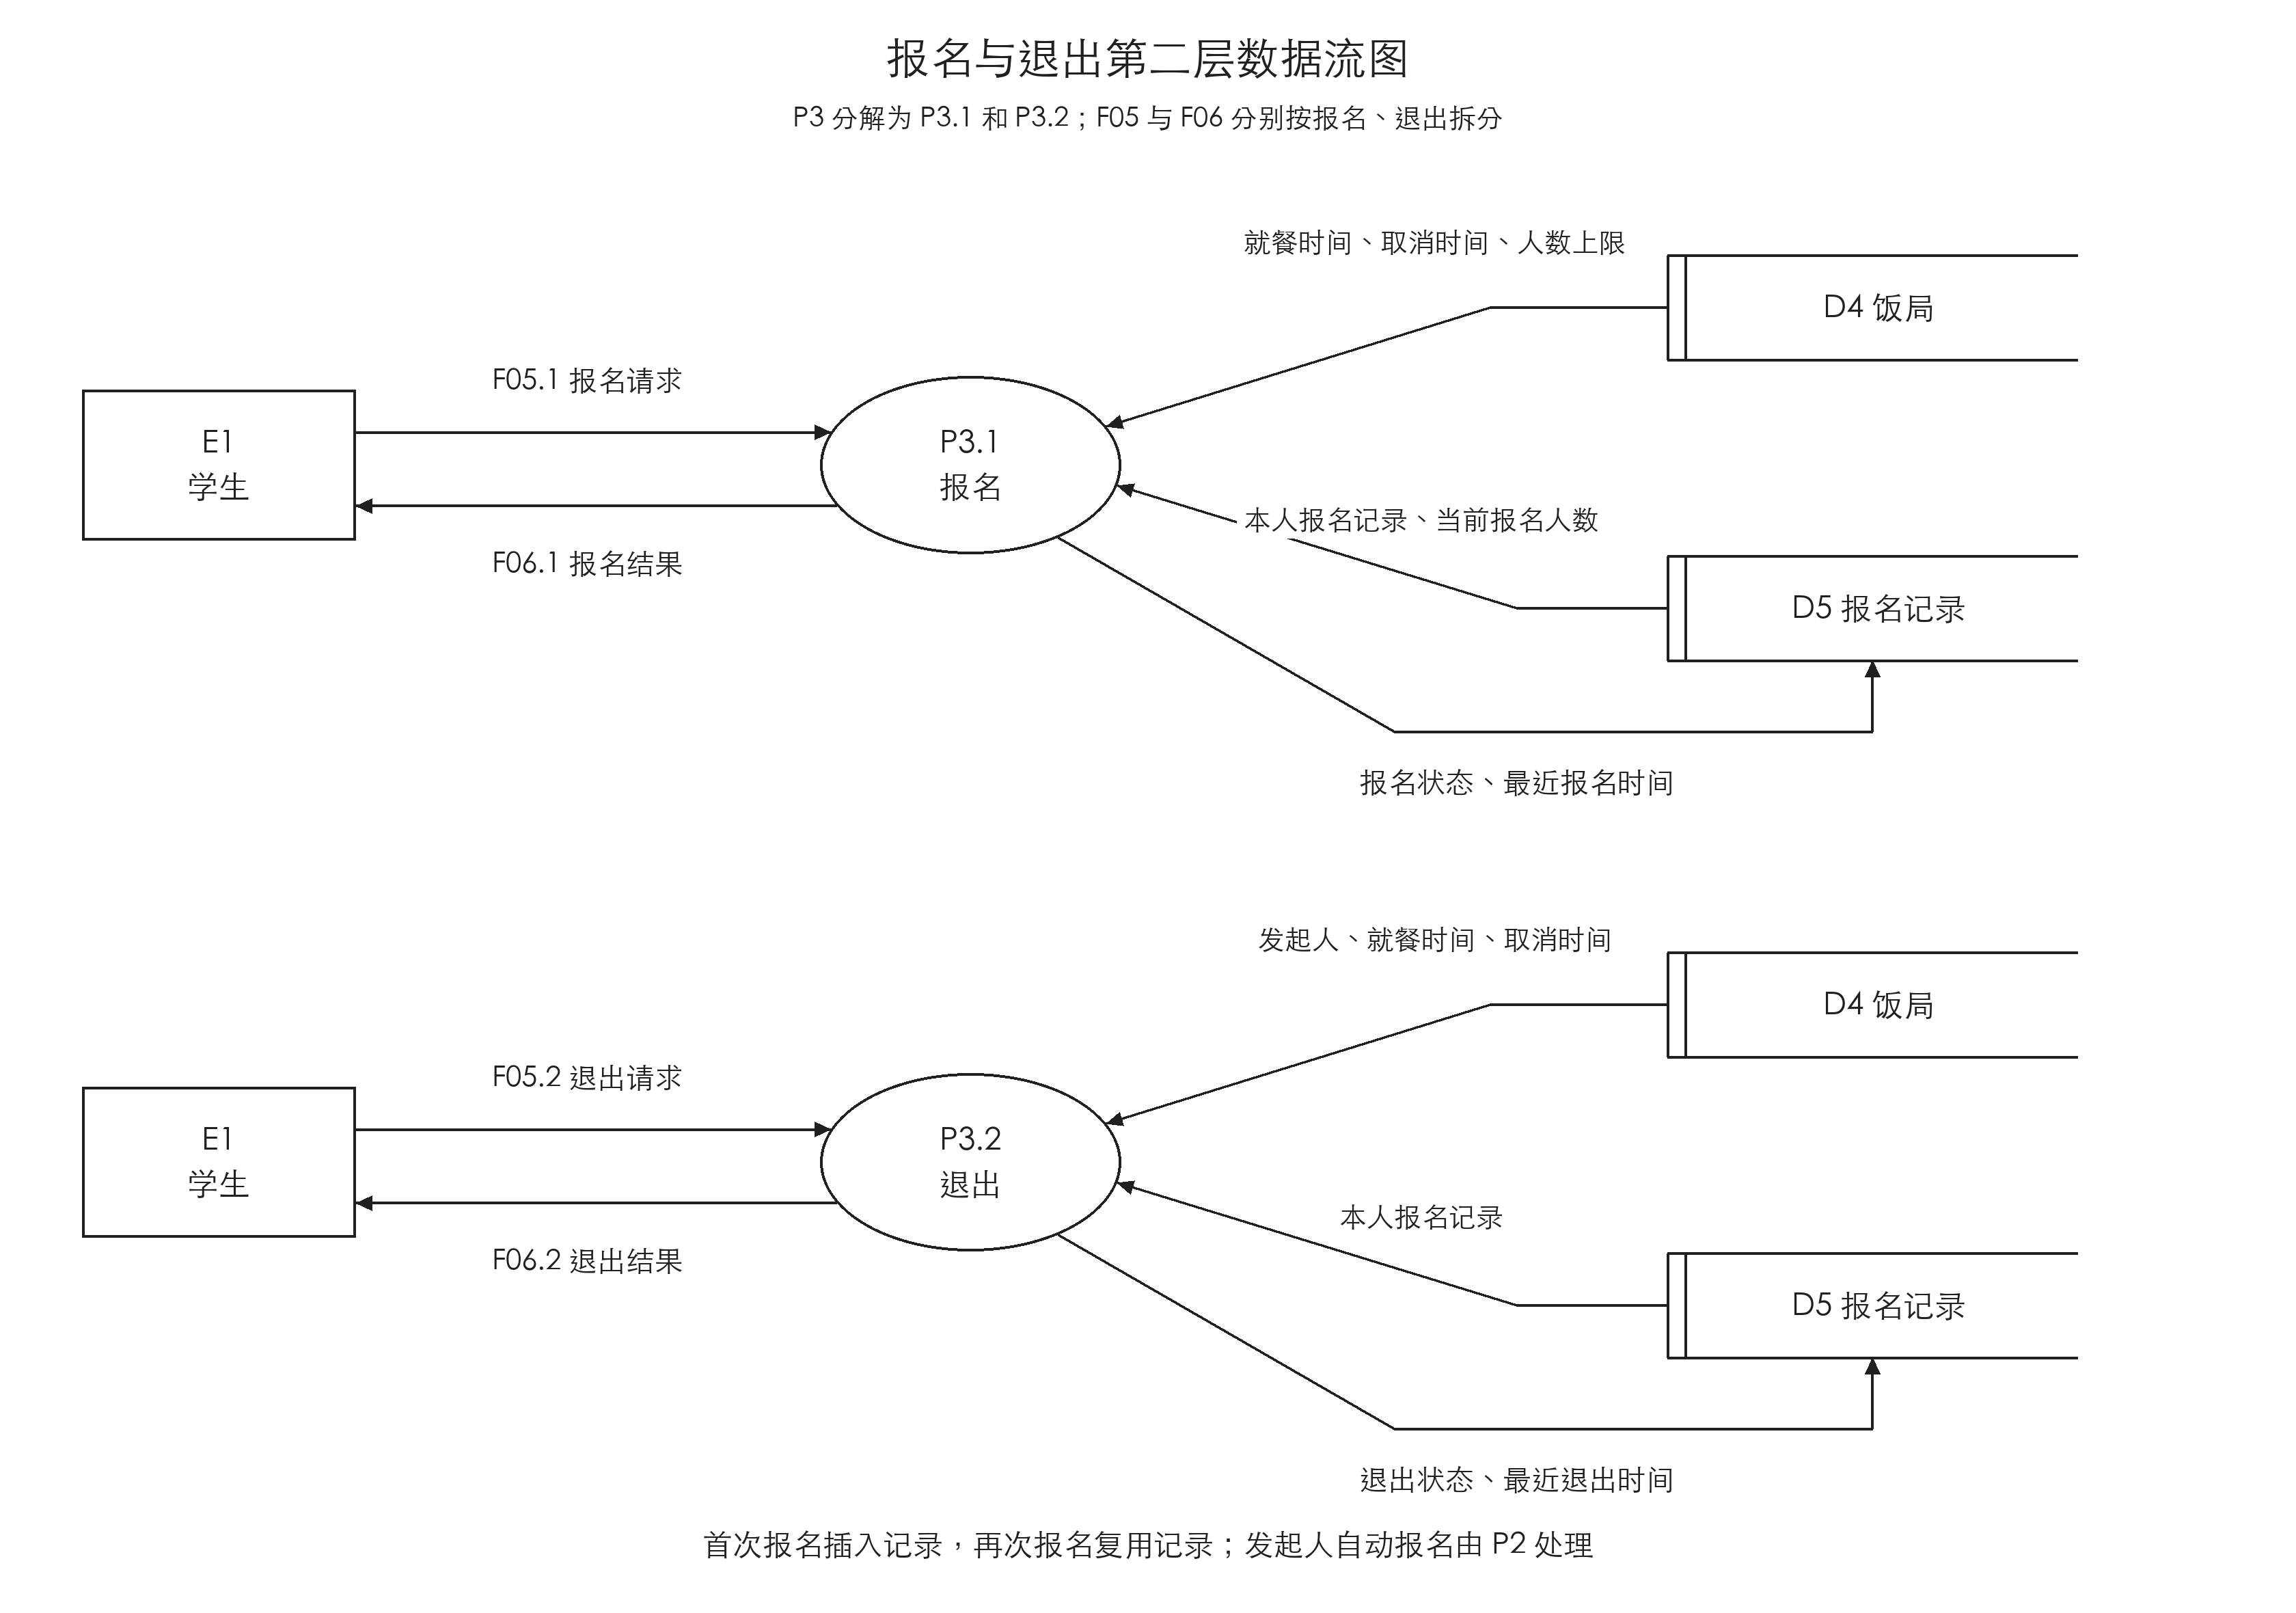 报名与退出第二层数据流图
P3 分解为 P3.1 和 P3.2；F05 与 F06 分别按报名、退出拆分
就餐时间、取消时间、人数上限
D4 饭局
F05.1 报名请求
E1
学生
P3.1
报名
本人报名记录、当前报名人数
F06.1 报名结果
D5 报名记录
报名状态、最近报名时间
发起人、就餐时间、取消时间
D4 饭局
F05.2 退出请求
E1
学生
P3.2
退出
本人报名记录
F06.2 退出结果
D5 报名记录
退出状态、最近退出时间
首次报名插入记录，再次报名复用记录；发起人自动报名由 P2 处理